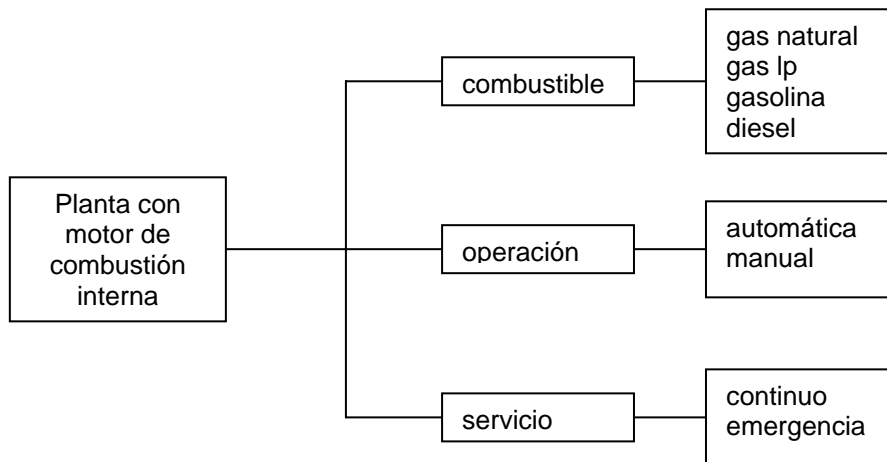 Planta con
motor de
combustión
interna
combustible
gas natural
gas lp
gasolina
diesel
operación
automática
manual
servicio
continuo
emergencia